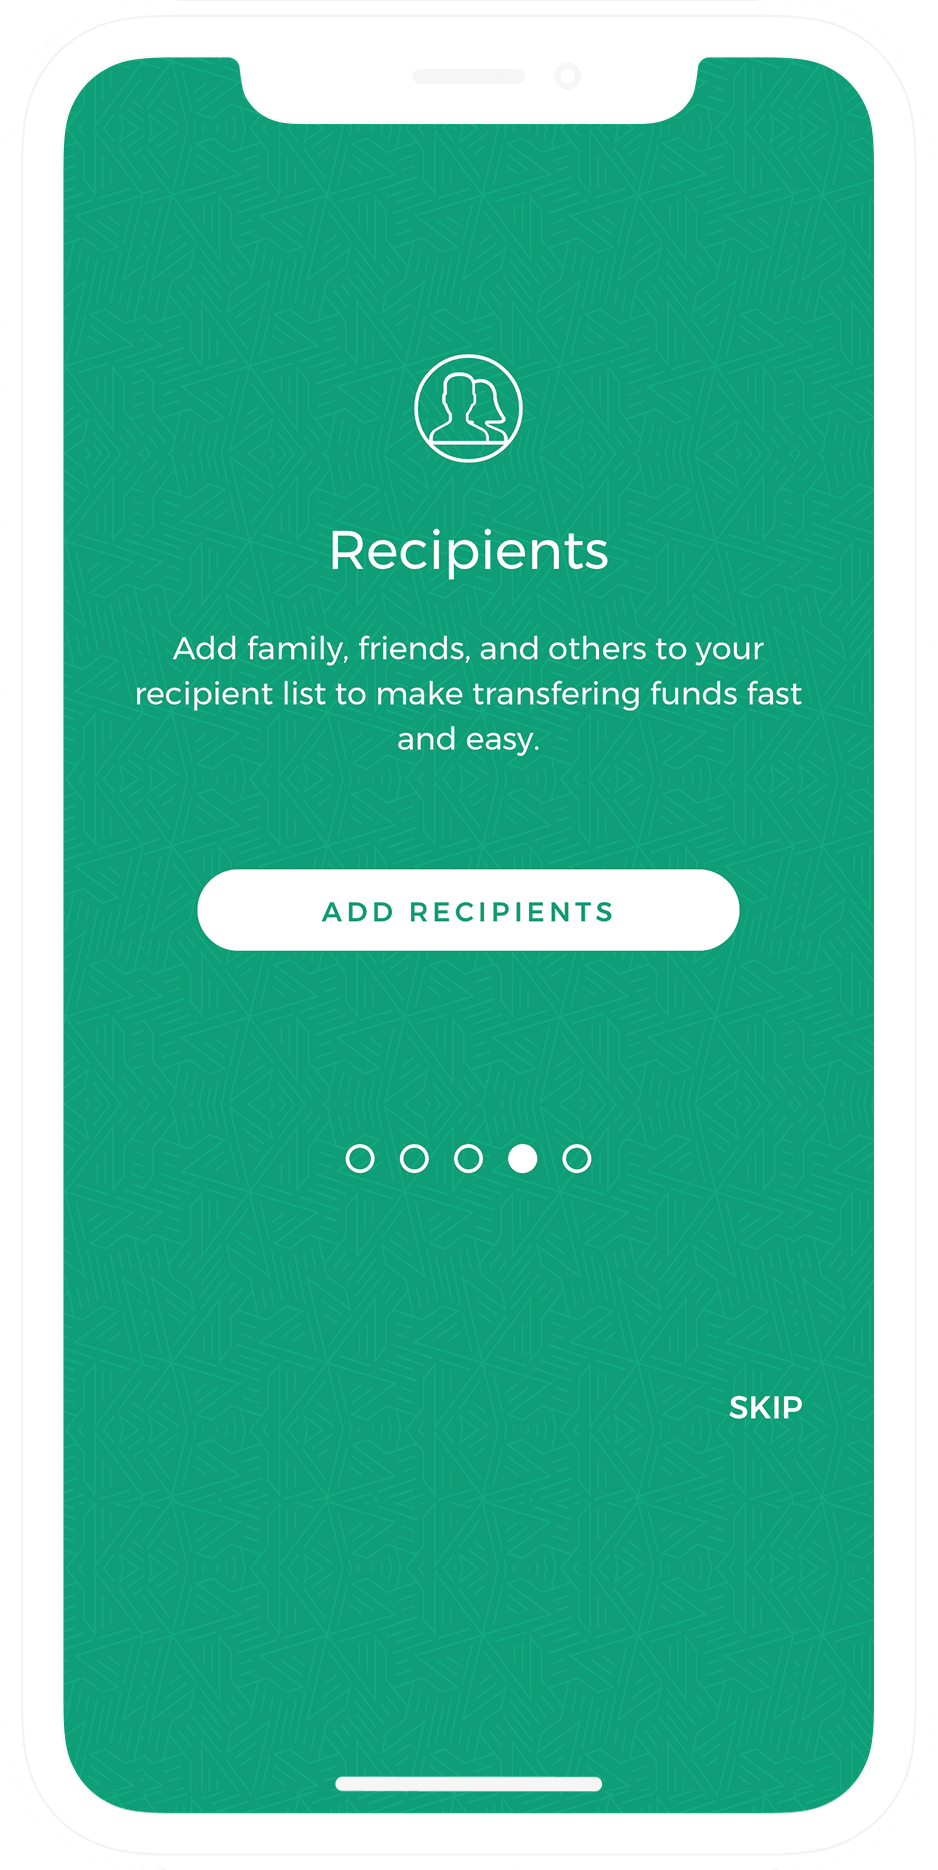 Recipients
Add family, friends, and others to your
recipient list to make transfering funds fast
and easy.
ADD RECIPIENTS
SKIP